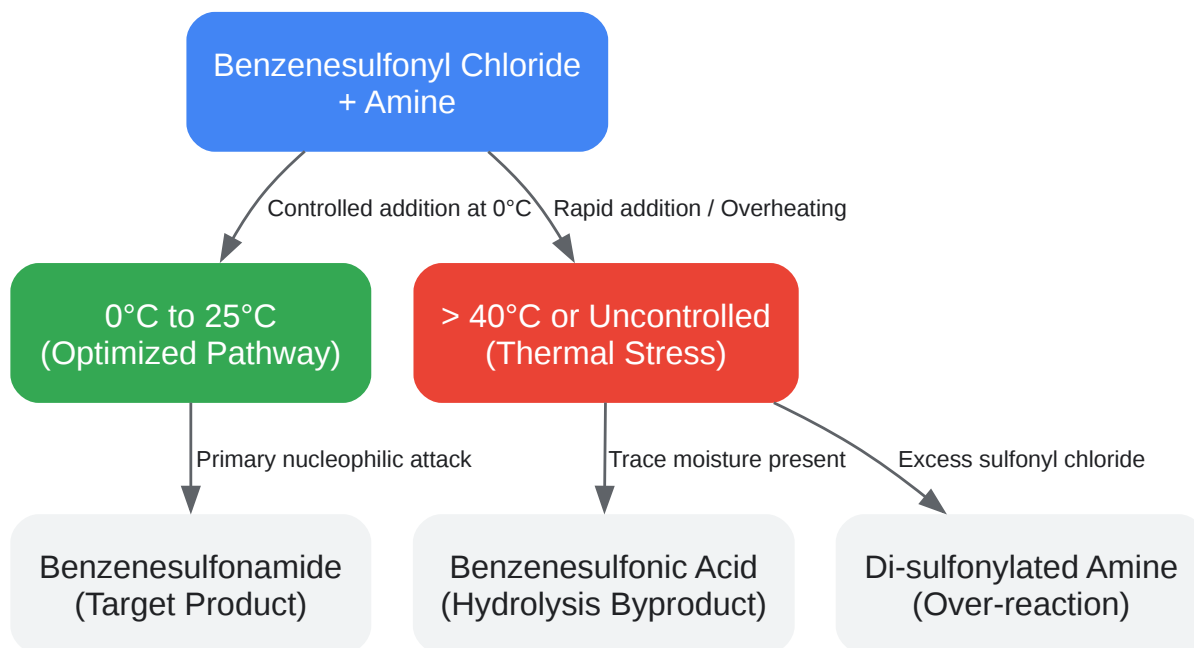 Benzenesulfonyl Chloride
+ Amine
Controlled addition at 0°C
Rapid addition / Overheating
0°C to 25°C
(Optimized Pathway)
> 40°C or Uncontrolled
(Thermal Stress)
Primary nucleophilic attack
Trace moisture present
Excess sulfonyl chloride
Benzenesulfonamide
(Target Product)
Benzenesulfonic Acid
(Hydrolysis Byproduct)
Di-sulfonylated Amine
(Over-reaction)